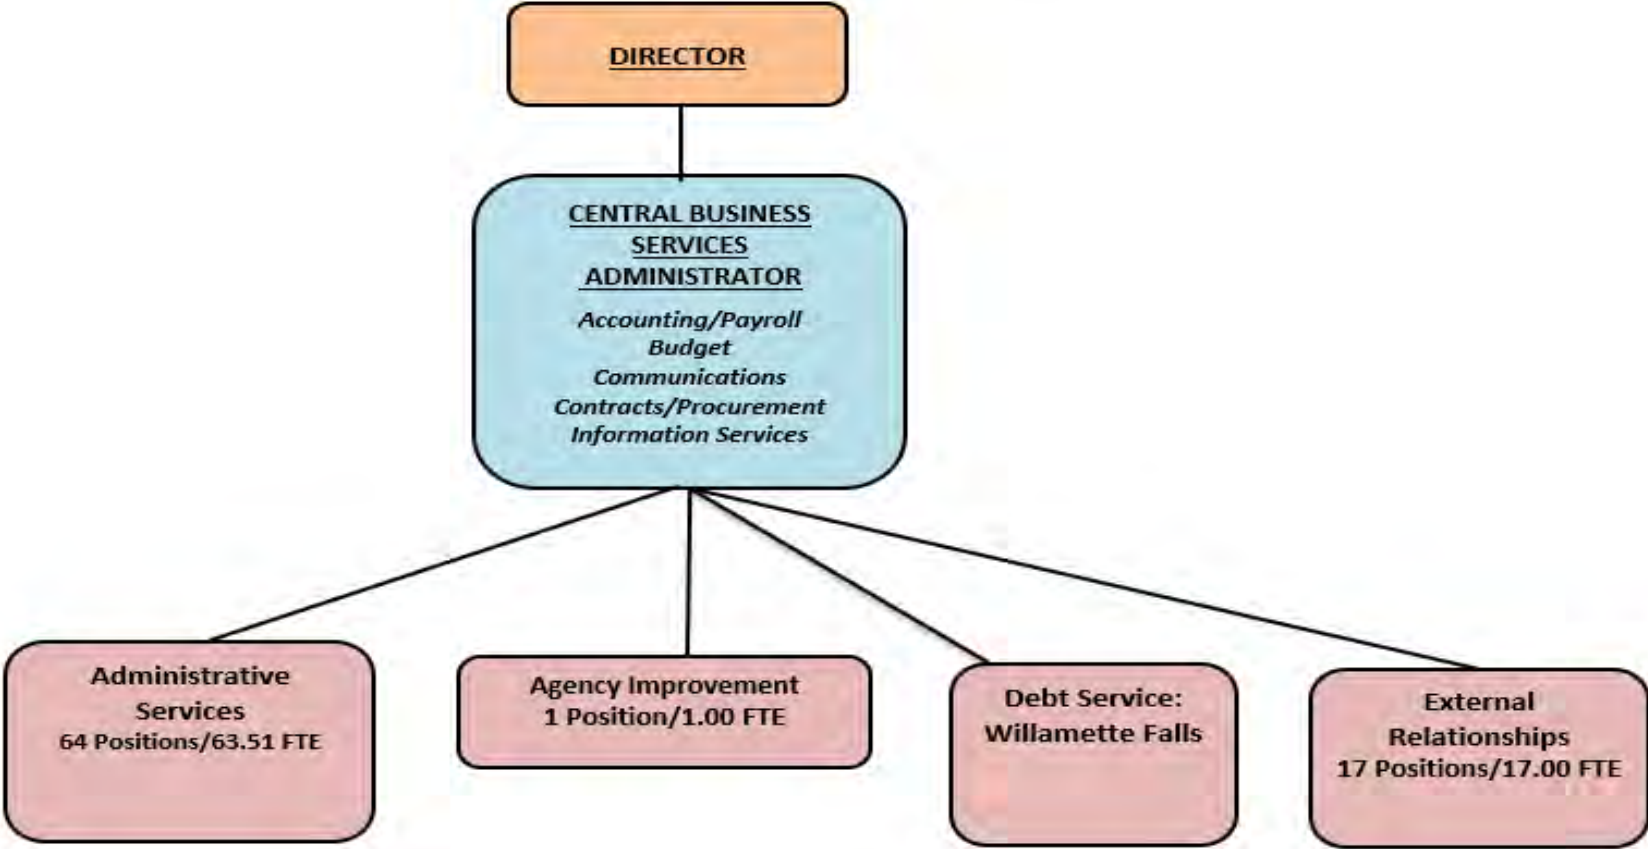 DIRECTOR
CENTRAL BUSINESS
SERVICES
ADMINISTRATOR
Accounting/Payroll
Budget
Communications
Contracts/Procurement
Information Services
Administrative
Services
64 Positions/63.51 FTE
Agency Improvement
1 Position/1.00 FTE
Debt Service:
Willamette Falls
External
Relationships
17 Positions/17.00 FTE